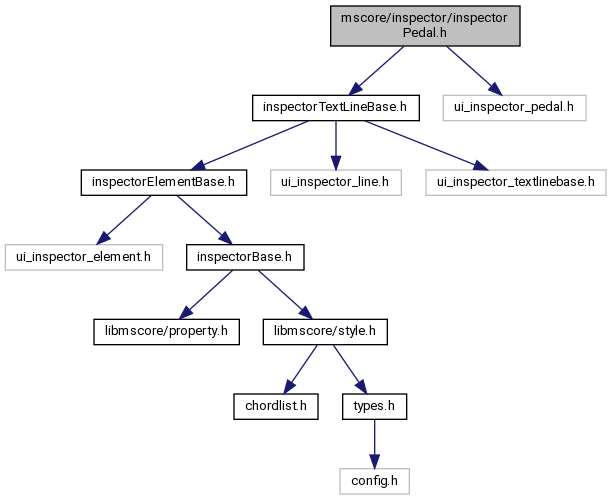 mscore/inspector/inspector
Pedal.h
inspectorTextLineBase.h
ui_inspector_pedal.h
inspectorElementBase.h
ui_inspector_line.h
ui_inspector_textlinebase.h
ui_inspector_element.h
inspectorBase.h
libmscore/property.h
libmscore/style.h
chordlist.h
types.h
config.h